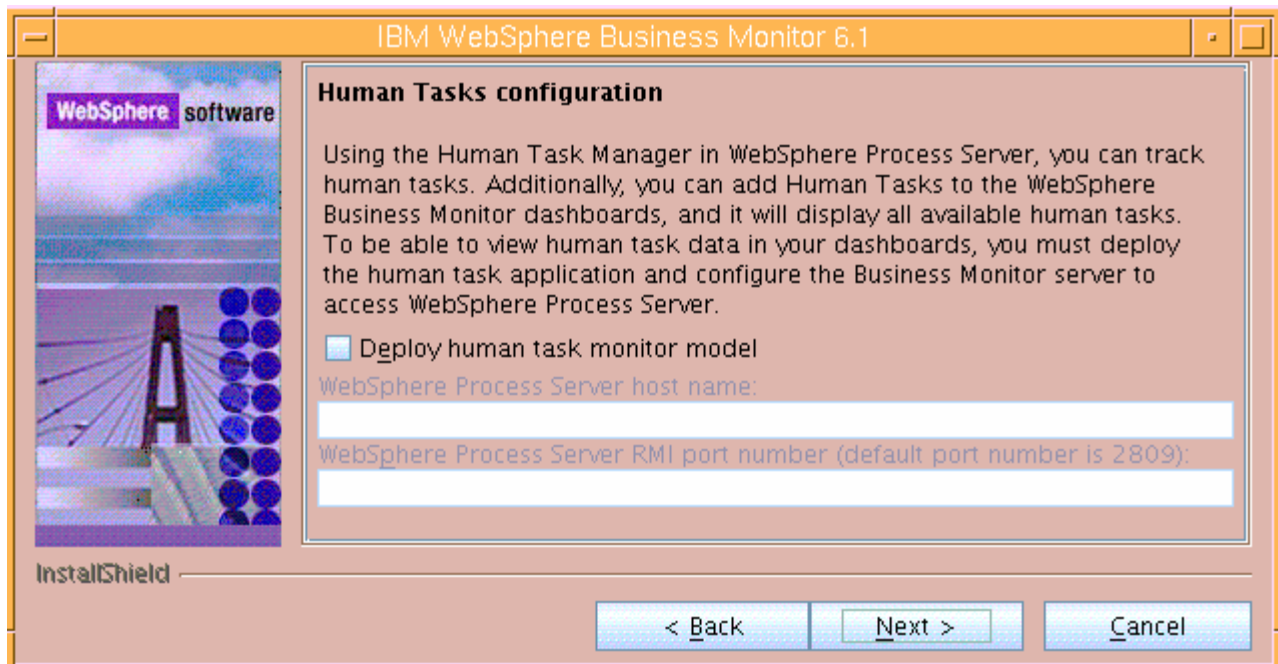 IBM WebSphere Business Monitor 6.1
WebSphere software
Human Tasks configuration
Using the Human Task Manager in WebSphere Process Server, you can track
human tasks. Additionally, you can add Human Tasks to the WebSphere
Business Monitor dashboards, and it will display all available human tasks.
To be able to view human task data in your dashboards, you must deploy
the human task application and configure the Business Monitor server to
access WebSphere Process Server.
Deploy human task monitor model
WebSphere Process Server host name:
WebSphere Process Server RMI port number (default port number is 2809):
InstallShield
< Back
Next >
Cancel